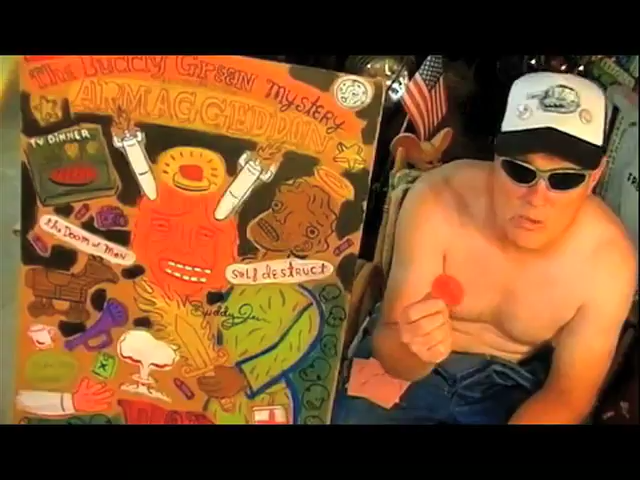 The Buddy Green Mystery
ARMAGGEDDON
TV DINNER
the Doom of Man
Self destruct